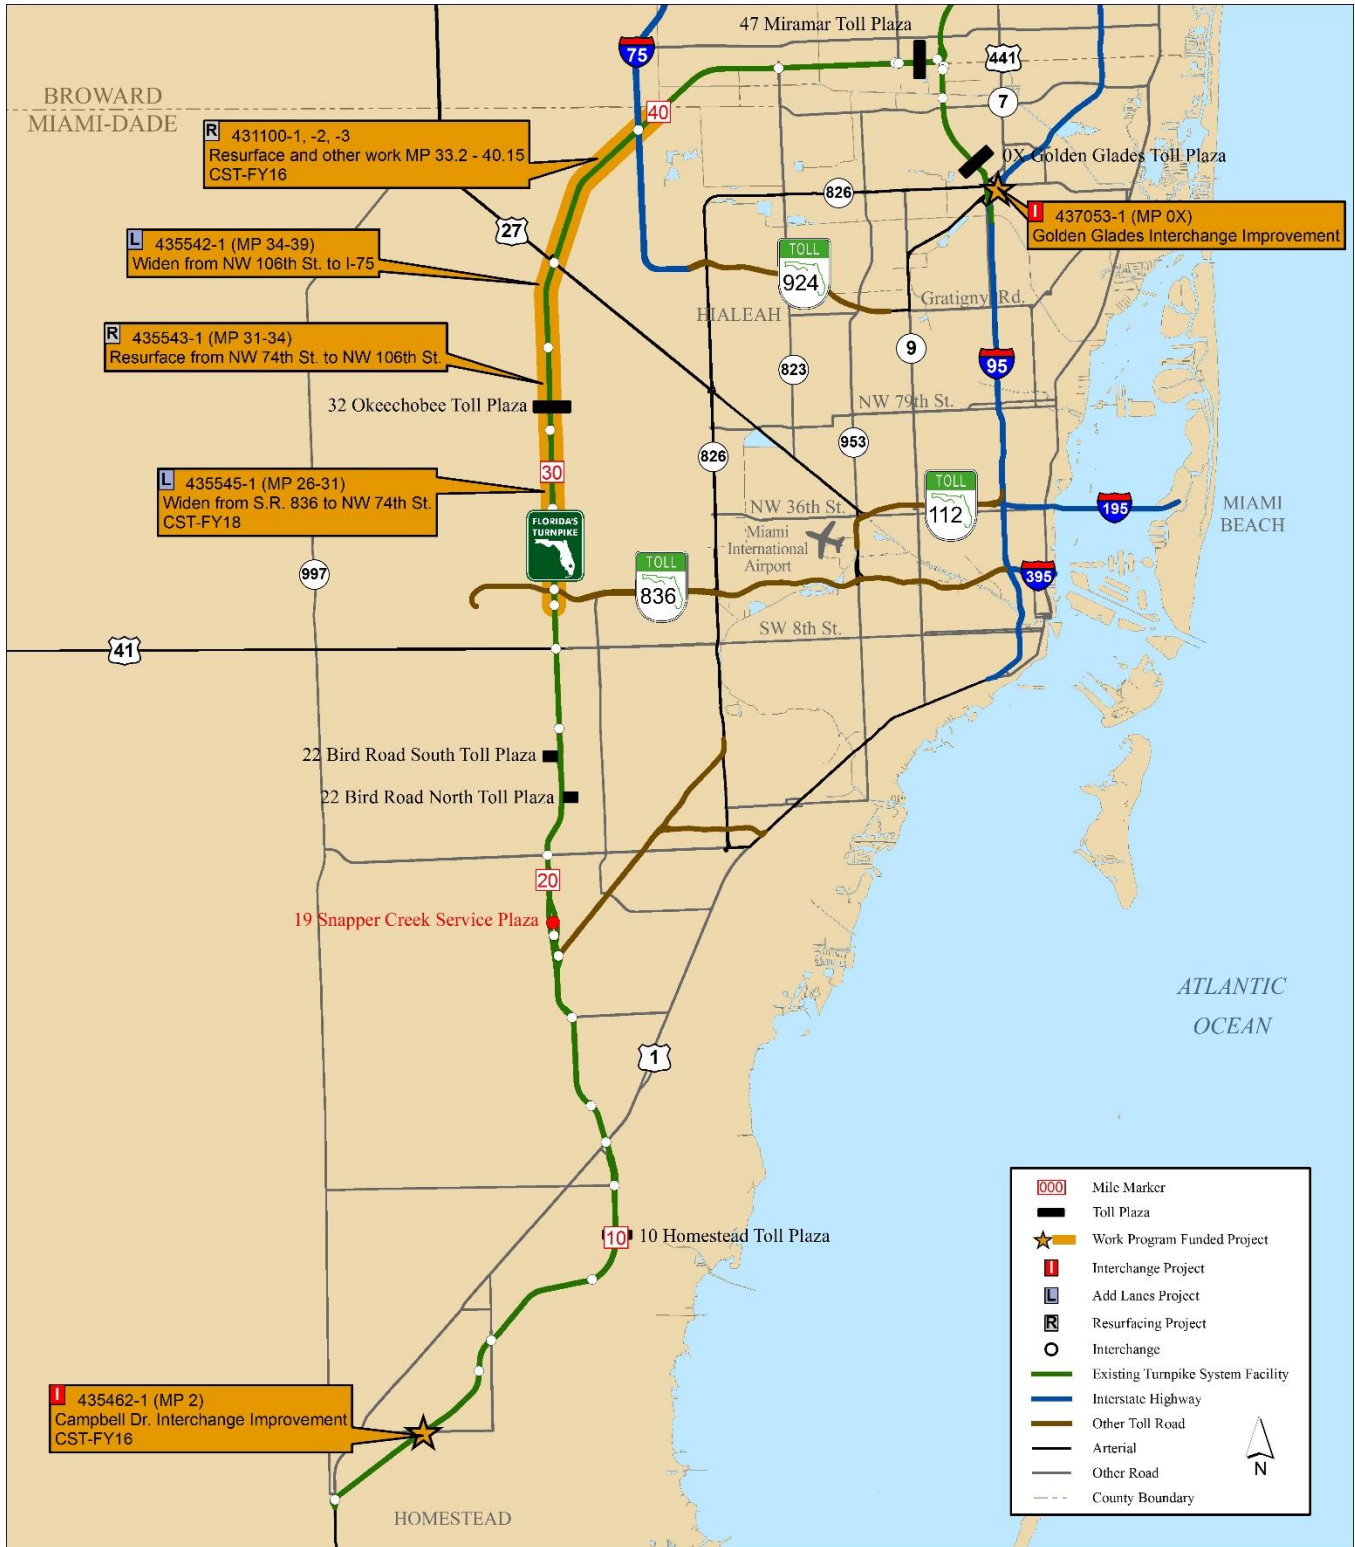 47 Miramar Toll Plaza
75
441
BROWARD
MIAMI-DADE
40
7
R 431100-1, -2, -3
Resurface and other work MP 33.2 - 40.15
CST-FY16
0X Golden Glades Toll Plaza
826
27
I 437053-1 (MP 0X)
Golden Glades Interchange Improvement
L 435542-1 (MP 34-39)
Widen from NW 106th St. to I-75
TOLL
924
Gratigny Rd.
HIALEAH
R 435543-1 (MP 31-34)
Resurface from NW 74th St. to NW 106th St.
9
95
823
32 Okeechobee Toll Plaza
NW 79th St.
953
826
30
L 435545-1 (MP 26-31)
Widen from S.R. 836 to NW 74th St.
CST-FY18
TOLL
112
NW 36th St.
195
MIAMI
BEACH
FLORIDA'S
TURNPIKE
Miami
International
Airport
997
TOLL
836
395
SW 8th St.
41
22 Bird Road South Toll Plaza
22 Bird Road North Toll Plaza
20
19 Snapper Creek Service Plaza
ATLANTIC
OCEAN
1
10
10 Homestead Toll Plaza
000 Mile Marker
Toll Plaza
Work Program Funded Project
I Interchange Project
L Add Lanes Project
R Resurfacing Project
Interchange
Existing Turnpike System Facility
Interstate Highway
Other Toll Road
Arterial
Other Road
County Boundary
N
I 435462-1 (MP 2)
Campbell Dr. Interchange Improvement
CST-FY16
HOMESTEAD